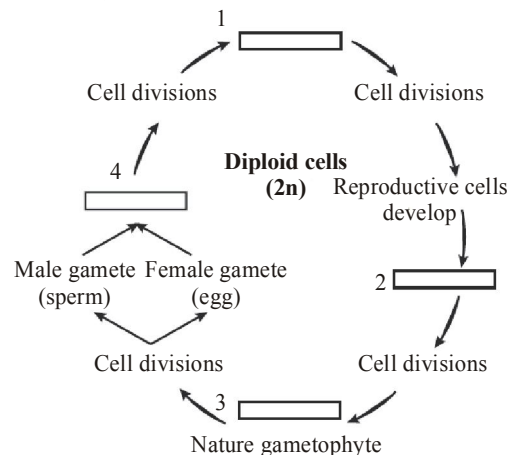 1
Cell divisions
Cell divisions
4
Diploid cells
(2n)
Reproductive cells
develop
Male gamete
(sperm)
Female gamete
(egg)
2
Cell divisions
Cell divisions
3
Nature gametophyte